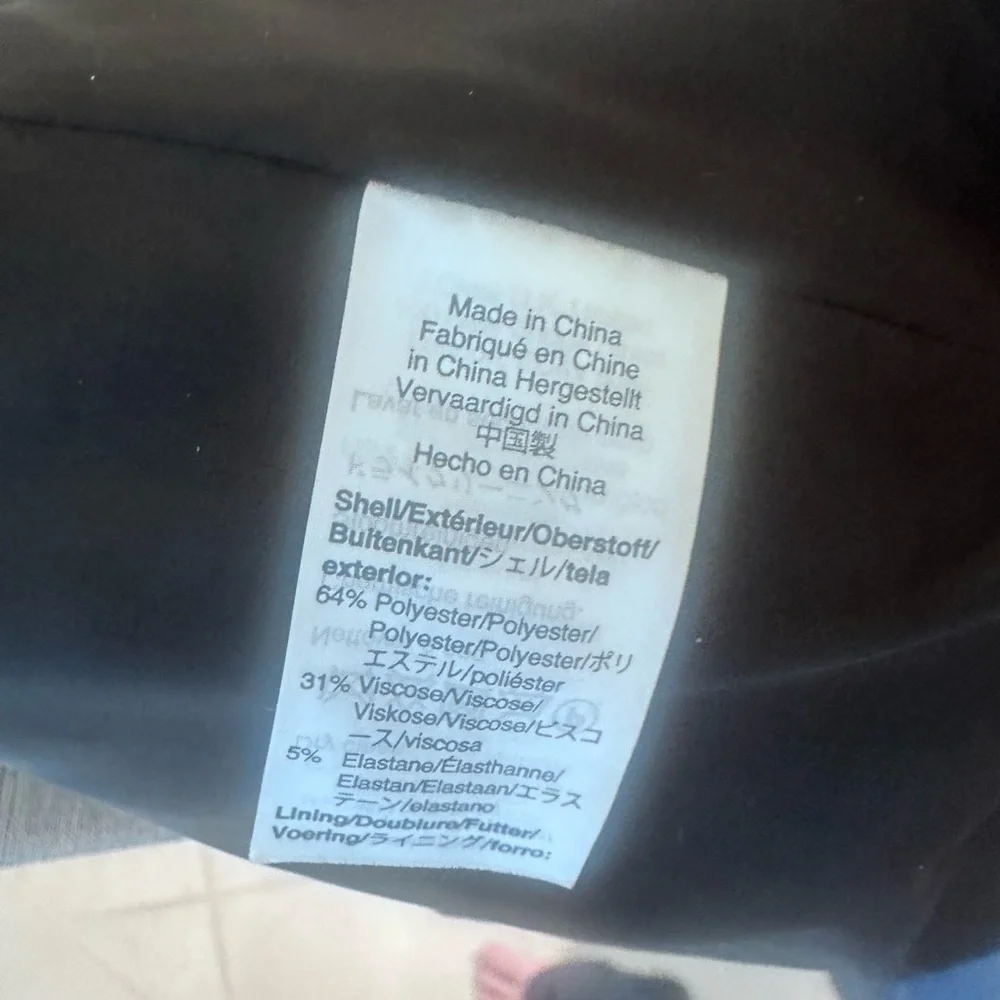 Made in China
Fabriqué en Chine
in China Hergestellt
Vervaardigd in China
中国製
Hecho en China
Shell/Extérieur/Oberstoff/
Buitenkant/シェル/tela
exterior:
64% Polyester/Polyester/
Polyester/Polyester/ポリ
エステル/poliéster
31% Viscose/Viscose/
Viskose/Viscose/ビスコ
ース/viscosa
5% Elastane/Élasthanne/
Elastan/Elastaan/エラス
テーン/elastano
Lining/Doublure/Futter/
Voering/ライニング/forro: